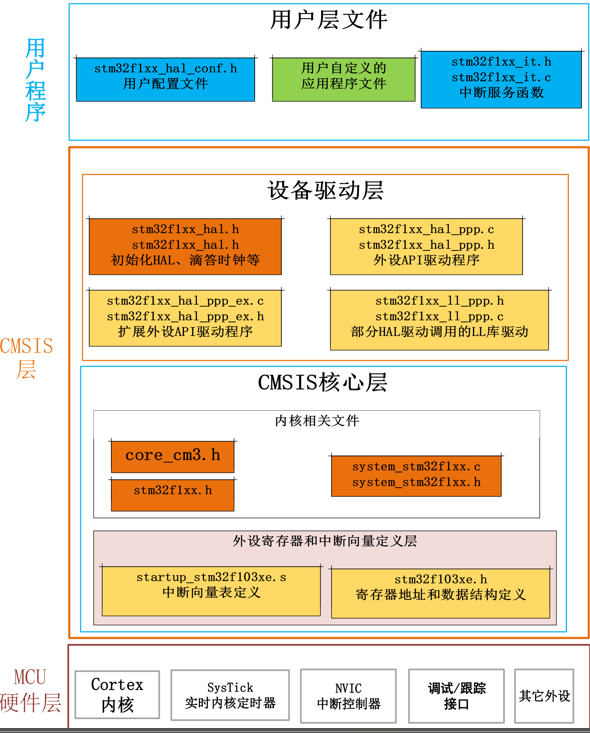 用户层文件
用户程序
stm32f1xx_hal_conf.h
用户配置文件
用户自定义的
应用程序文件
stm32f1xx_it.h
stm32f1xx_it.c
中断服务函数
CMSIS
层
设备驱动层
stm32f1xx_hal.h
stm32f1xx_hal.h
初始化HAL、滴答时钟等
stm32f1xx_hal_ppp.c
stm32f1xx_hal_ppp.h
外设API驱动程序
stm32f1xx_hal_ppp_ex.c
stm32f1xx_hal_ppp_ex.h
扩展外设API驱动程序
stm32f1xx_ll_ppp.h
stm32f1xx_ll_ppp.c
部分HAL驱动调用的LL库驱动
CMSIS核心层
内核相关文件
core_cm3.h
stm32f1xx.h
system_stm32f1xx.c
system_stm32f1xx.h
外设寄存器和中断向量定义层
startup_stm32f103xe.s
中断向量表定义
stm32f103xe.h
寄存器地址和数据结构定义
MCU
硬件层
Cortex
内核
SysTick
实时内核定时器
NVIC
中断控制器
调试/跟踪
接口
其它外设